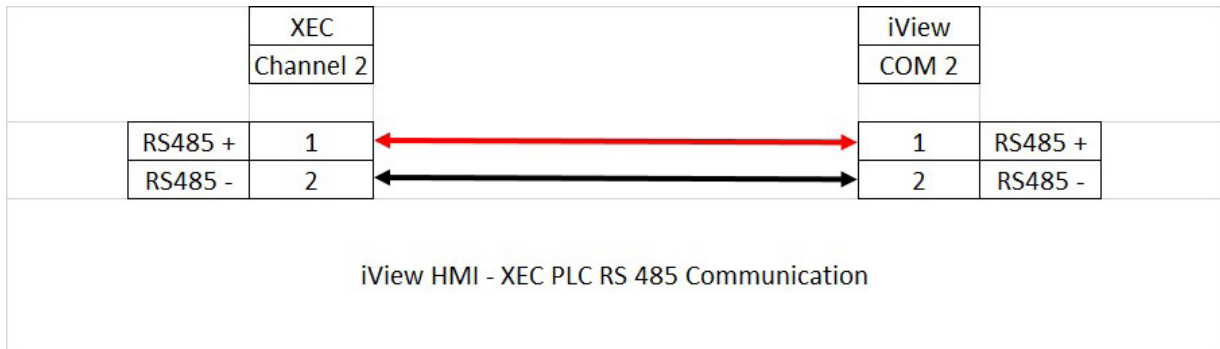 XEC iView
Channel 2 COM 2
RS485 + 1 1 RS485 +
RS485 - 2 2 RS485 -
iView HMI - XEC PLC RS 485 Communication